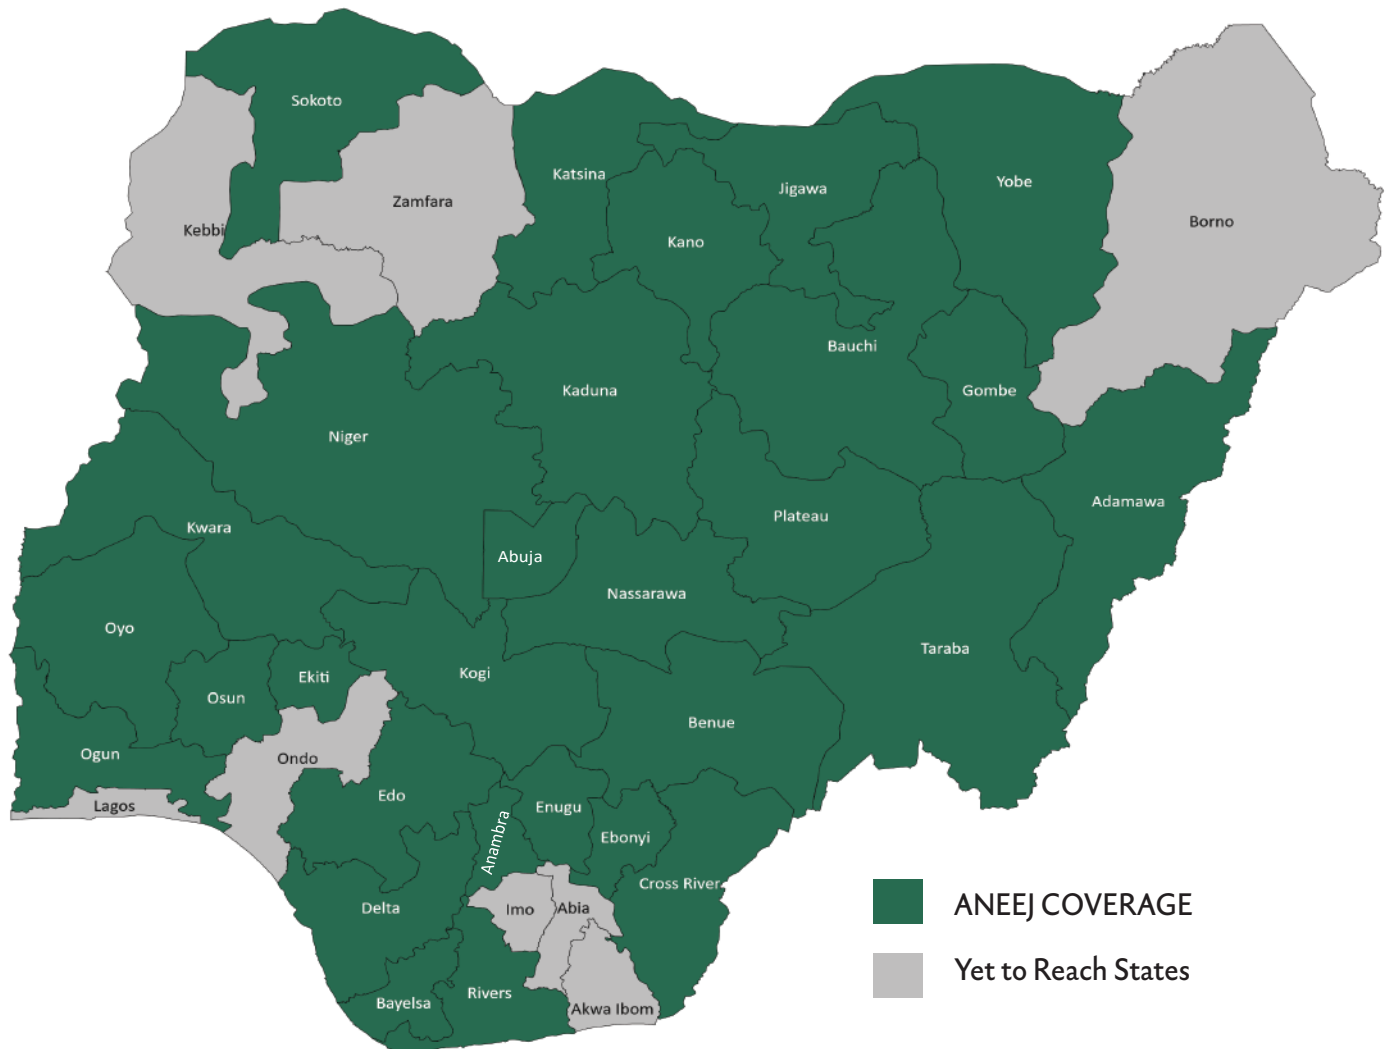 Sokoto
Katsina
Jigawa
Yobe
Zamfara
Borno
Kebbi
Kano
Bauchi
Kaduna
Gombe
Niger
Adamawa
Plateau
Kwara
Abuja
Nassarawa
Oyo
Taraba
Kogi
Ekiti
Osun
Benue
Ogun
Ondo
Edo
Lagos
Enugu
Anambra
Ebonyi
Cross River
Delta
Imo
Abia
Rivers
Bayelsa
Akwa Ibom
ANEEJ COVERAGE
Yet to Reach States